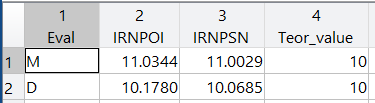 1 2 3 4
Eval IRNPOI IRNPSN Teor_value
1 M 11.0344 11.0029 10
2 D 10.1780 10.0685 10